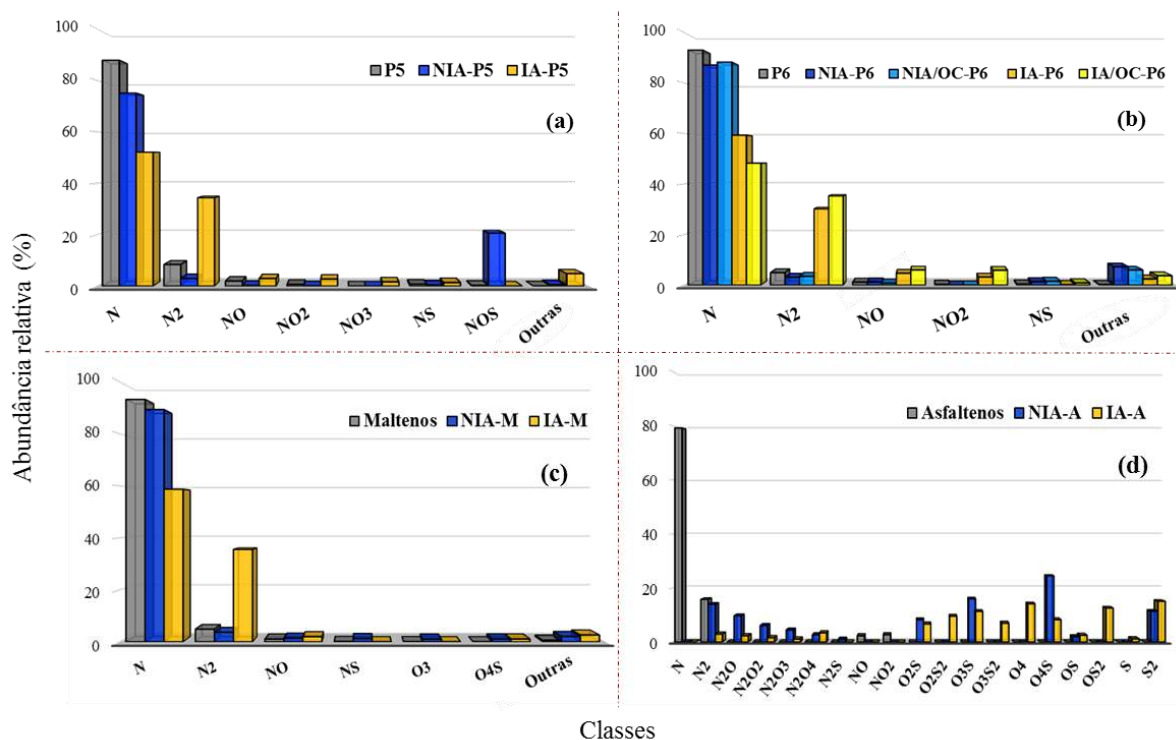 Abundância relativa (%)
100
80
60
40
20
0
P5 NIA-P5 IA-P5
(a)
N N2 NO NO2 NO3 NS NOS Outras
100
80
60
40
20
0
P6 NIA-P6 NIA/OC-P6 IA-P6 IA/OC-P6
(b)
N N2 NO NO2 NS Outras
100
80
60
40
20
0
Maltenos NIA-M IA-M
(c)
N N2 NO NS O3 O4S Outras
100
80
60
40
20
0
Asfaltenos NIA-A IA-A
(d)
N N2 N2O N2O2 N2O3 N2O4 N2S NO NO2 O2S O2S2 O3S O3S2 O4 O4S OS OS2 S S2
Classes